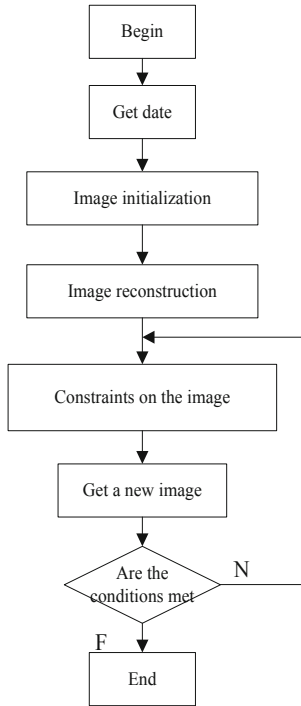 Begin
Get date
Image initialization
Image reconstruction
Constraints on the image
Get a new image
Are the
conditions met
N
F
End